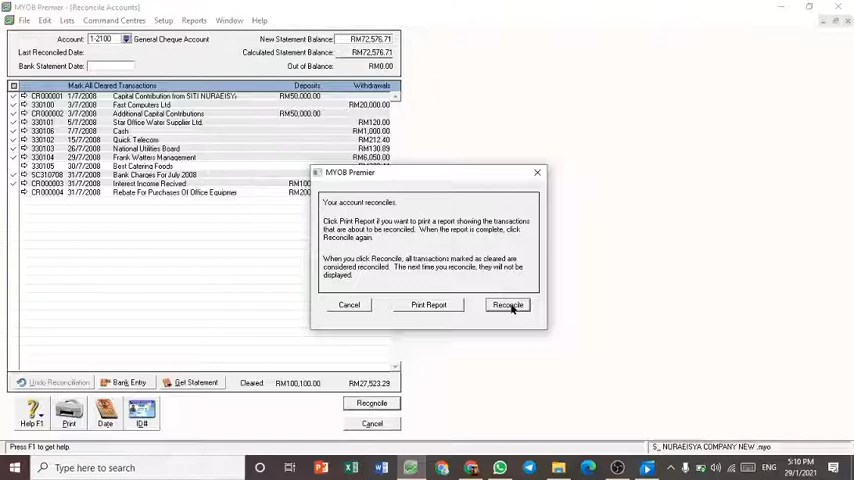 MYOB Premier
File Edit Lists Command Centres Setup Reports Window Help
Account: 1-2100 General Cheque Account New Statement Balance: RM72,576.71
Last Reconciled Date: Calculated Statement Balance: RM72,576.71
Bank Statement Date: Out of Balance: RM0.00
Mark All Cleared Transactions Deposits Withdrawals
CR000001 1/7/2008 Capital Contribution from SITI NURAEISYA RM50,000.00
330100 3/7/2008 Fast Computers Ltd RM20,000.00
CR000002 3/7/2008 Additional Capital Contributions RM50,000.00
330101 5/7/2008 Star Office Water Supplier Ltd. RM120.00
330106 7/7/2008 Cash RM1,000.00
330102 15/7/2008 Quick Telecom RM212.40
330103 26/7/2008 National Utilities Board RM130.89
330104 29/7/2008 Frank Watters Management RM6,050.00
330105 30/7/2008 Best Catering Foods
SC310708 31/7/2008 Bank Charges For July 2008
CR000003 31/7/2008 Interest Income Recived RM100
CR000004 31/7/2008 Rebate For Purchases Of Office Equipmer RM20
MYOB Premier
Your account reconciles.
Click Print Report if you want to print a report showing the transactions
that are about to be reconciled. When the report is complete, click
Reconcile again.
When you click Reconcile, all transactions marked as cleared are
considered reconciled. The next time you reconcile, they will not be
displayed.
Cancel Print Report Reconcile
Undo Reconciliation Bank Entry Get Statement Cleared: RM100,100.00 RM27,523.29
Reconcile
Help F1 Print Date ID# Cancel
Press F1 to get help. S_ NURAEISYA COMPANY NEW .myo
Type here to search ENG 5:10 PM
29/1/2021